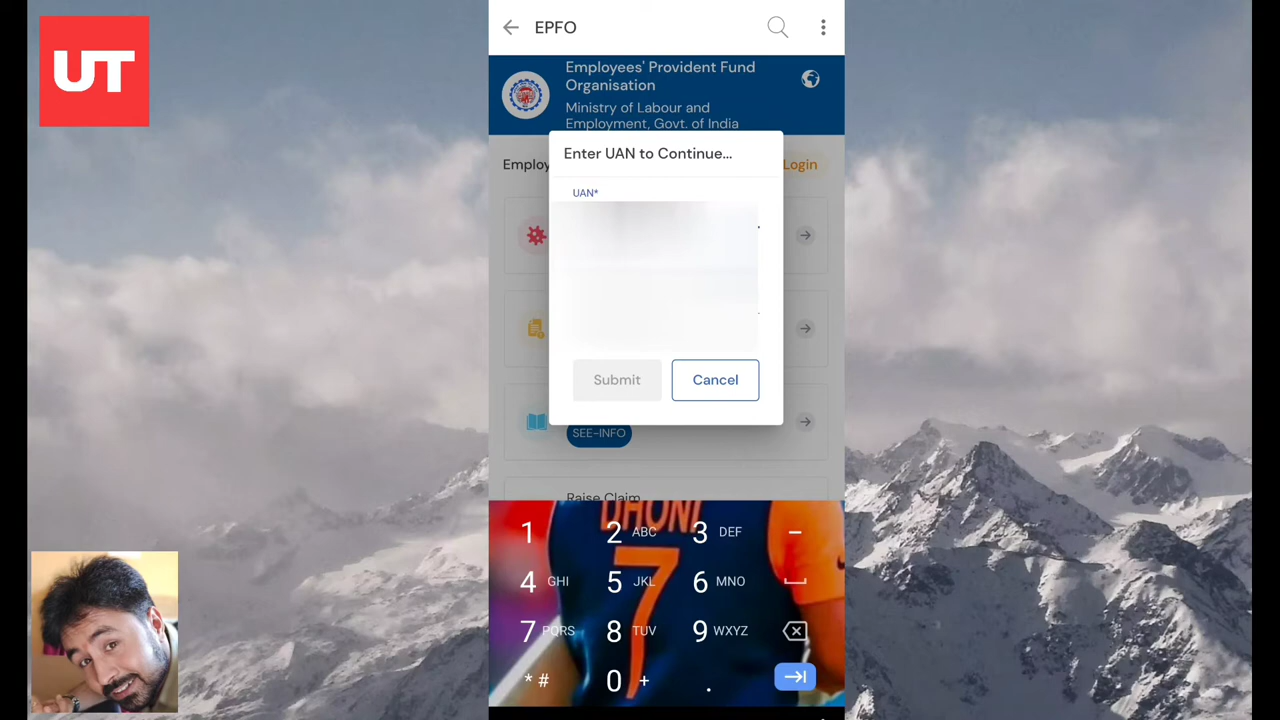 UT
EPFO
Employees' Provident Fund
Organisation
Ministry of Labour and
Employment, Govt. of India
Enter UAN to Continue...
Employ
Login
UAN*
Submit
Cancel
SEE-INFO
Raise Claim
DHONI
7
1
2 ABC
3 DEF
–
4 GHI
5 JKL
6 MNO
7 PQRS
8 TUV
9 WXYZ
* #
0 +
.